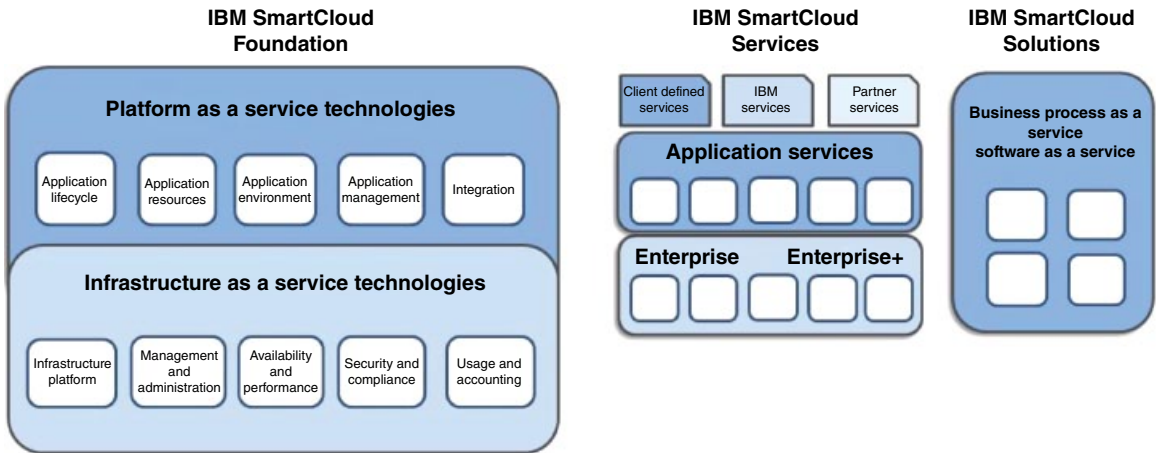 IBM SmartCloud
Foundation
Platform as a service technologies
Application
lifecycle
Application
resources
Application
environment
Application
management
Integration
Infrastructure as a service technologies
Infrastructure
platform
Management
and
administration
Availability
and
performance
Security and
compliance
Usage and
accounting
IBM SmartCloud
Services
Client defined
services
IBM
services
Partner
services
Application services
Enterprise
Enterprise+
IBM SmartCloud
Solutions
Business process as a
service
software as a service